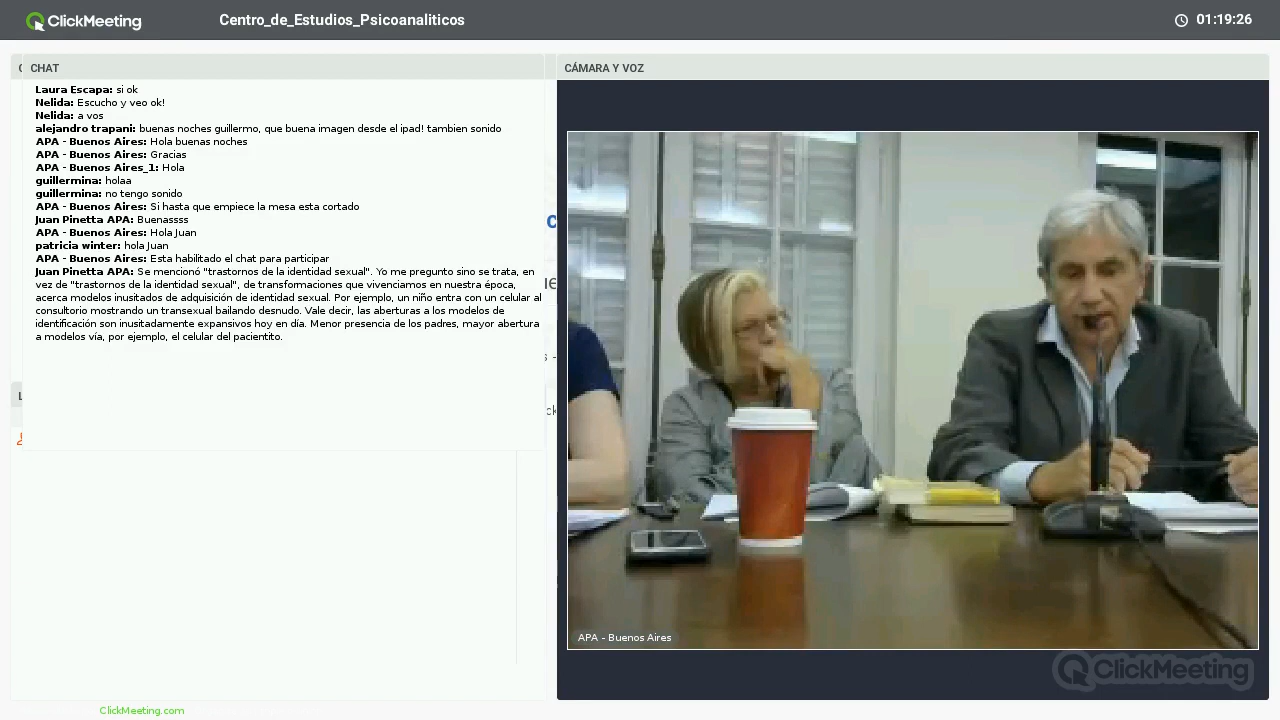 ClickMeeting
Centro_de_Estudios_Psicoanaliticos
01:19:26
CHAT
CÁMARA Y VOZ
Laura Escapa: si ok
Nelida: Escucho y veo ok!
Nelida: a vos
alejandro trapani: buenas noches guillermo, que buena imagen desde el ipad! tambien sonido
APA - Buenos Aires: Hola buenas noches
APA - Buenos Aires: Gracias
APA - Buenos Aires_1: Hola
guillermina: holaa
guillermina: no tengo sonido
APA - Buenos Aires: Si hasta que empiece la mesa esta cortado
Juan Pinetta APA: Buenassss
APA - Buenos Aires: Hola Juan
patricia winter: hola Juan
APA - Buenos Aires: Esta habilitado el chat para participar
Juan Pinetta APA: Se mencionó "trastornos de la identidad sexual". Yo me pregunto sino se trata, en
vez de "trastornos de la identidad sexual", de transformaciones que vivenciamos en nuestra época,
acerca modelos inusitados de adquisición de identidad sexual. Por ejemplo, un niño entra con un celular al
consultorio mostrando un transexual bailando desnudo. Vale decir, las aberturas a los modelos de
identificación son inusitadamente expansivos hoy en día. Menor presencia de los padres, mayor abertura
a modelos vía, por ejemplo, el celular del pacientito.
APA - Buenos Aires
ClickMeeting
ClickMeeting.com